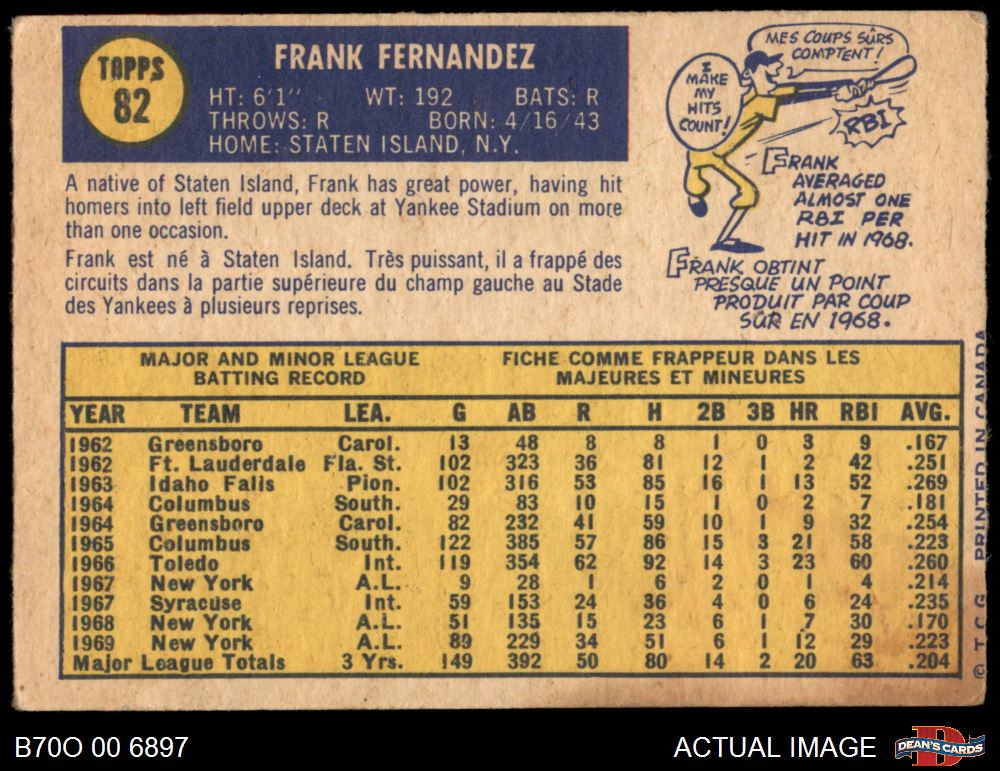 TOPPS
82
FRANK FERNANDEZ
HT: 6'1" WT: 192 BATS: R
THROWS: R BORN: 4/16/43
HOME: STATEN ISLAND, N.Y.
A native of Staten Island, Frank has great power, having hit
homers into left field upper deck at Yankee Stadium on more
than one occasion.
Frank est né à Staten Island. Très puissant, il a frappé des
circuits dans la partie supérieure du champ gauche au Stade
des Yankees à plusieurs reprises.
MES COUPS SÛRS
COMPTENT!
I
MAKE
MY
HITS
COUNT!
RBI
FRANK
AVERAGED
ALMOST ONE
RBI PER
HIT IN 1968.
FRANK OBTINT
PRESQUE UN POINT
PRODUIT PAR COUP
SÛR EN 1968.
MAJOR AND MINOR LEAGUE
BATTING RECORD
FICHE COMME FRAPPEUR DANS LES
MAJEURES ET MINEURES
YEAR TEAM LEA. G AB R H 2B 3B HR RBI AVG.
1962 Greensboro Carol. 13 48 8 8 1 0 3 9 .167
1962 Ft. Lauderdale Fla. St. 102 323 36 81 12 1 2 42 .251
1963 Idaho Falls Pion. 102 316 53 85 16 1 13 52 .269
1964 Columbus South. 29 83 10 15 1 0 2 7 .181
1964 Greensboro Carol. 82 232 41 59 10 1 9 32 .254
1965 Columbus South. 122 385 57 86 15 3 21 58 .223
1966 Toledo Int. 119 354 62 92 14 3 23 60 .260
1967 New York A.L. 9 28 1 6 2 0 1 4 .214
1967 Syracuse Int. 59 153 24 36 4 0 6 24 .235
1968 New York A.L. 51 135 15 23 6 1 7 30 .170
1969 New York A.L. 89 229 34 51 6 1 12 29 .223
Major League Totals 3 Yrs. 149 392 50 80 14 2 20 63 .204
© T.C.G. PRINTED IN CANADA
B70O 00 6897
ACTUAL IMAGE
DEAN'S CARDS